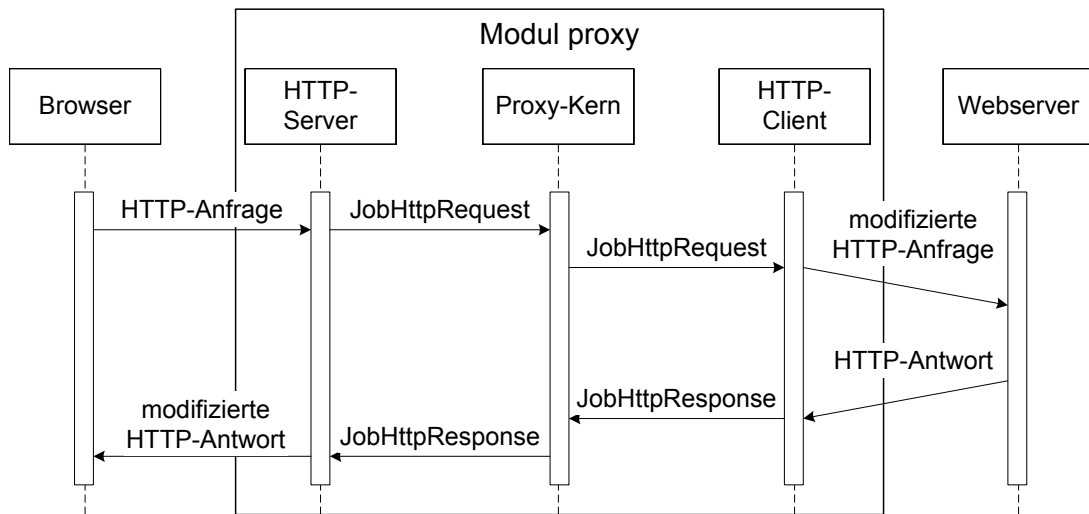 Modul proxy
Browser
HTTP-
Server
Proxy-Kern
HTTP-
Client
Webserver
HTTP-Anfrage
JobHttpRequest
JobHttpRequest
modifizierte
HTTP-Anfrage
HTTP-Antwort
JobHttpResponse
JobHttpResponse
modifizierte
HTTP-Antwort